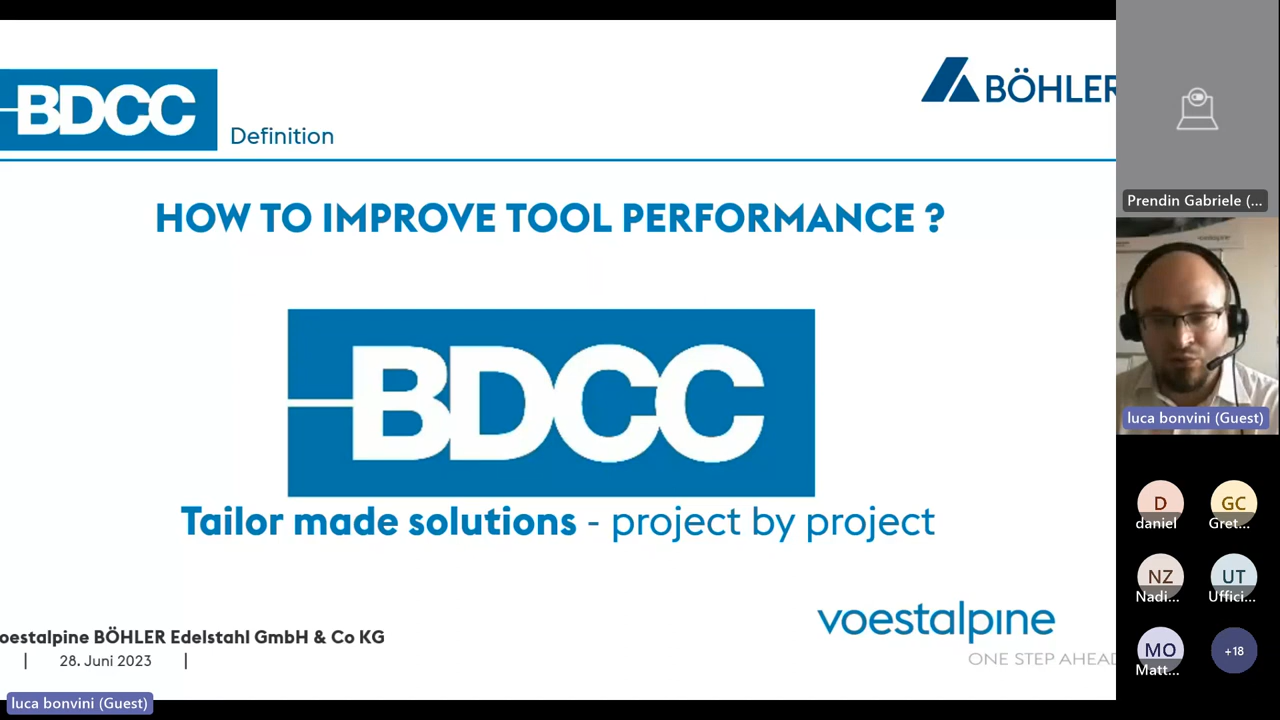 BDCC
Definition
BÖHLER
HOW TO IMPROVE TOOL PERFORMANCE ?
BDCC
Tailor made solutions - project by project
voestalpine
oestalpine BÖHLER Edelstahl GmbH & Co KG
| 28. Juni 2023 |
ONE STEP AHEAD
luca bonvini (Guest)
Prendin Gabriele (...
luca bonvini (Guest)
D
daniel
GC
Gret...
NZ
Nadi...
UT
Uffici...
MO
Matt...
+18